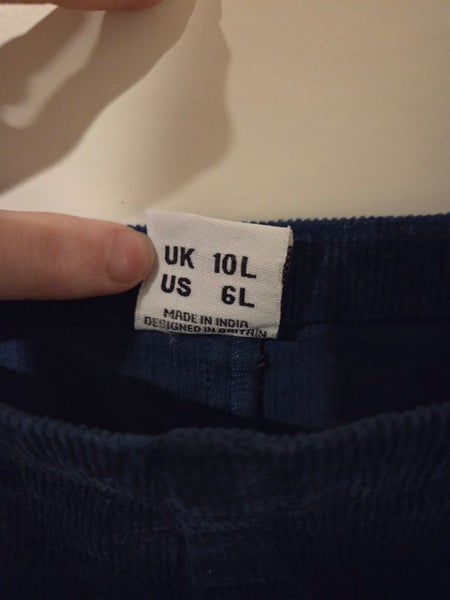 UK 10L
US 6L
MADE IN INDIA
DESIGNED IN BRITAIN